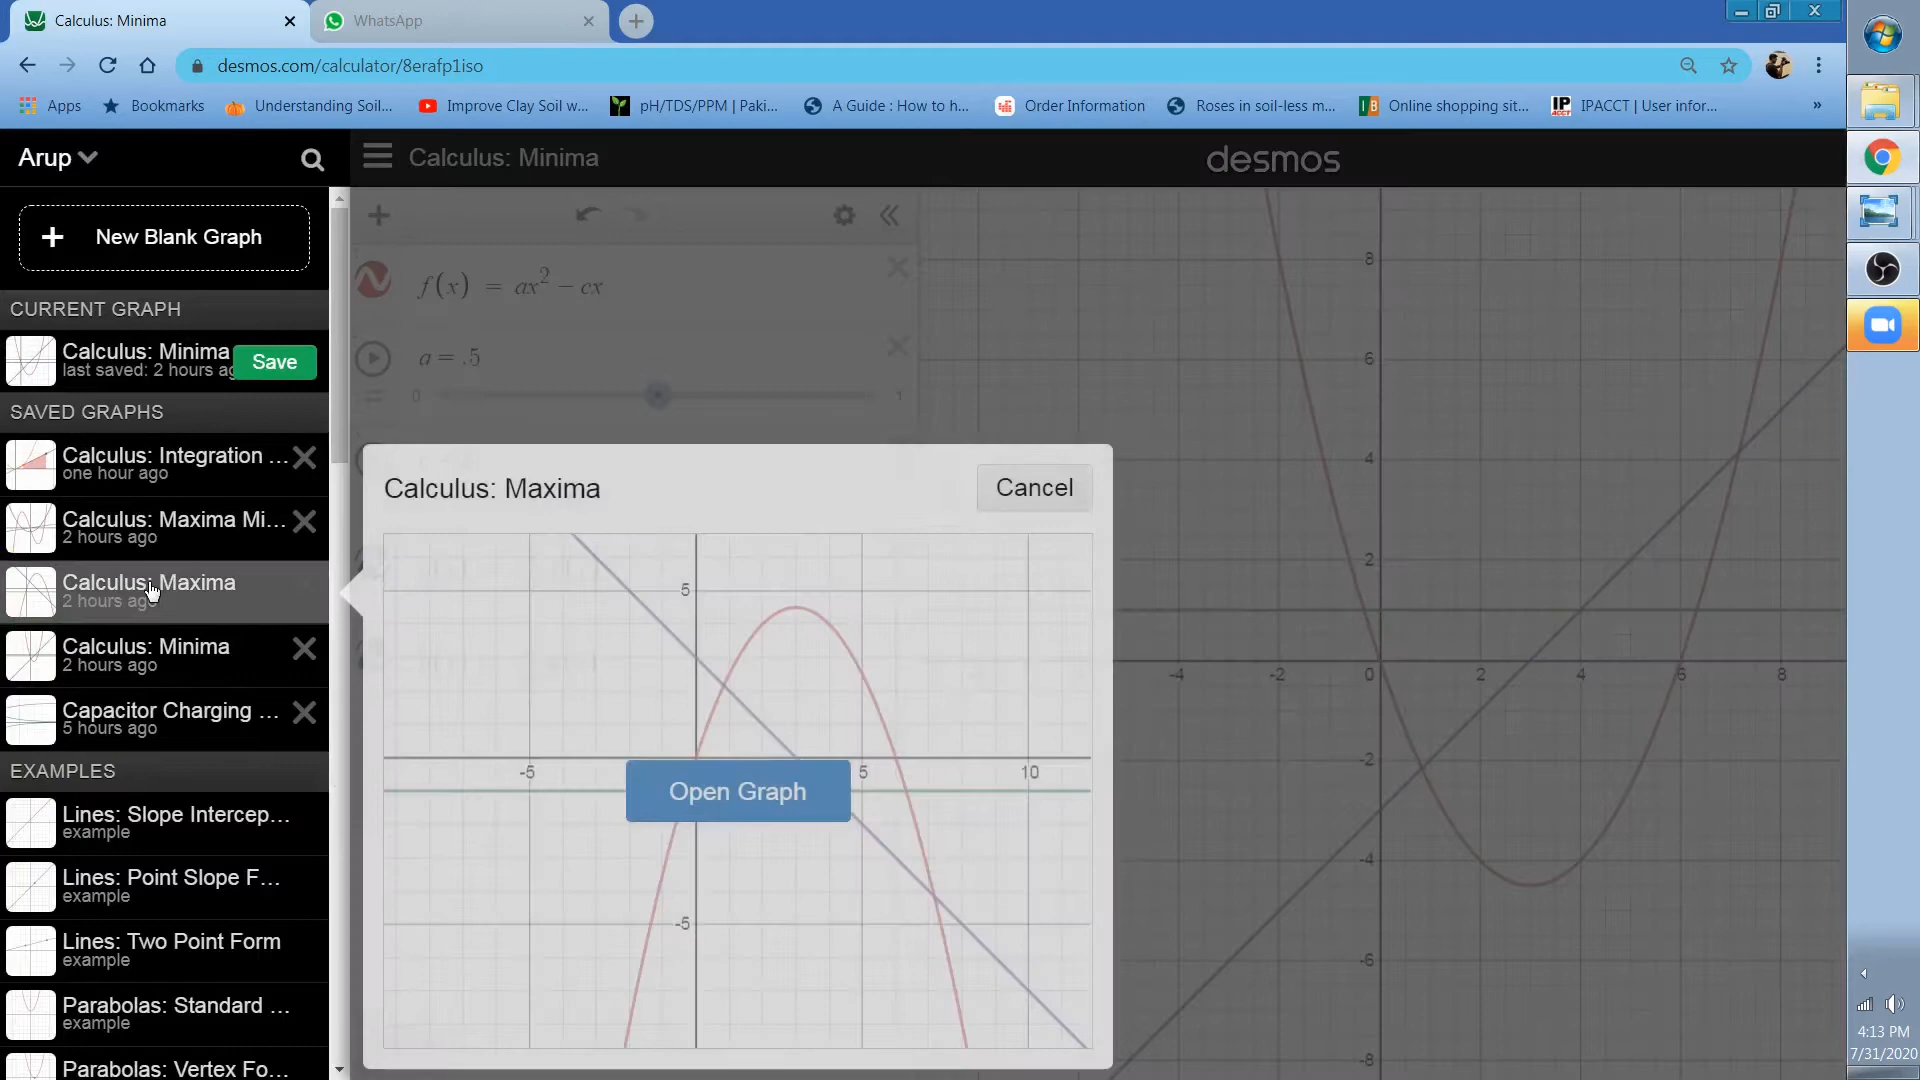 Calculus: Minima
WhatsApp
desmos.com/calculator/8erafp1iso
Apps
Bookmarks
Understanding Soil...
Improve Clay Soil w...
pH/TDS/PPM | Paki...
A Guide : How to h...
Order Information
Roses in soil-less m...
Online shopping sit...
IPACCT | User infor...
»
Arup
Calculus: Minima
desmos
New Blank Graph
CURRENT GRAPH
Calculus: Minima
last saved: 2 hours ag
Save
SAVED GRAPHS
Calculus: Integration ...
one hour ago
Calculus: Maxima Mi...
2 hours ago
Calculus: Maxima
2 hours ago
Calculus: Minima
2 hours ago
Capacitor Charging ...
5 hours ago
EXAMPLES
Lines: Slope Intercep...
example
Lines: Point Slope F...
example
Lines: Two Point Form
example
Parabolas: Standard ...
example
Parabolas: Vertex Fo...
f(x) = ax² − cx
a = .5
0
1
Calculus: Maxima
Cancel
5
-5
5
10
Open Graph
-5
8
6
4
2
-4
-2
0
2
4
6
8
-2
-4
-6
-8
4:13 PM
7/31/2020